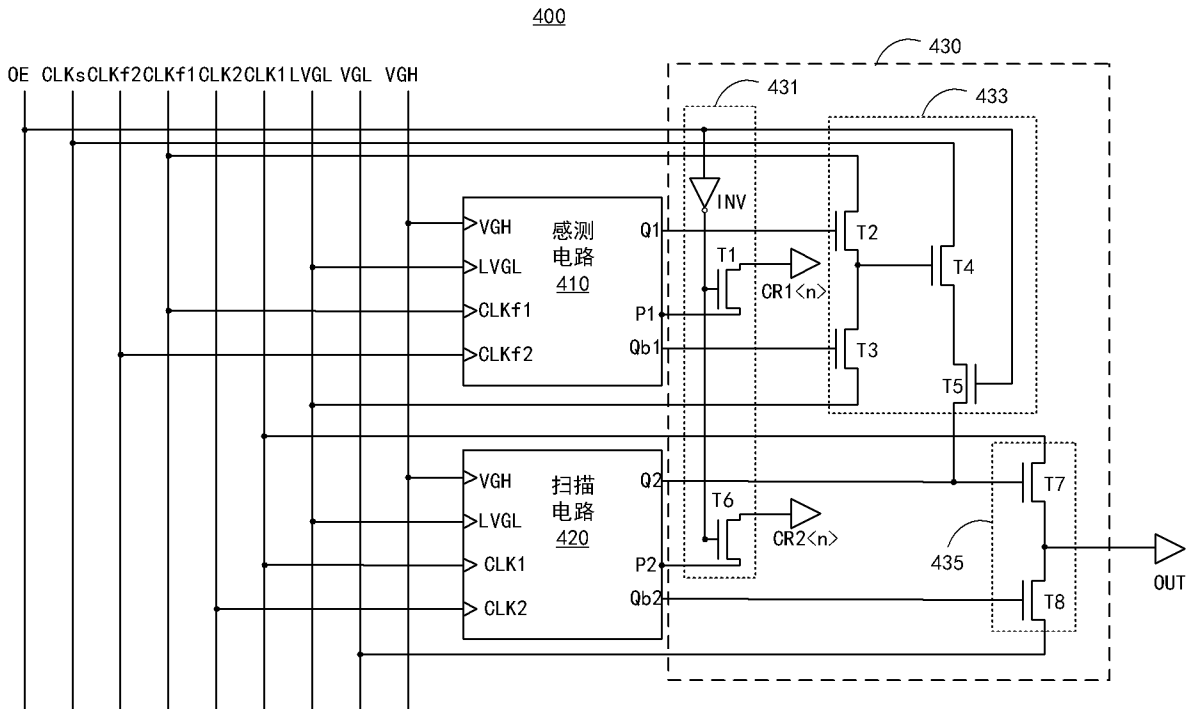 400
OE CLKs CLKf2 CLKf1 CLK2 CLK1 LVGL VGL VGH
430
431
433
INV
VGH
LVGL
CLKf1
CLKf2
感测
电路
410
Q1
P1
Qb1
T1
CR1<n>
T2
T3
T4
T5
VGH
LVGL
CLK1
CLK2
扫描
电路
420
Q2
P2
Qb2
T6
CR2<n>
T7
T8
435
OUT